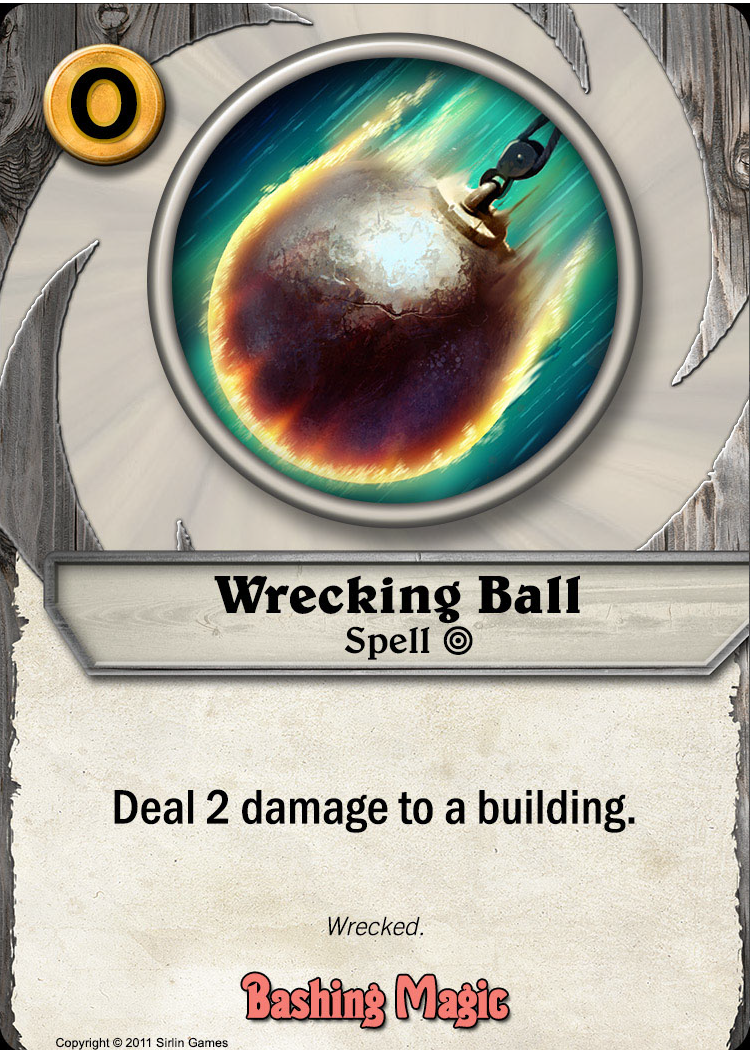 0
Wrecking Ball
Spell
Deal 2 damage to a building.
Wrecked.
Bashing Magic
Copyright © 2011 Sirlin Games